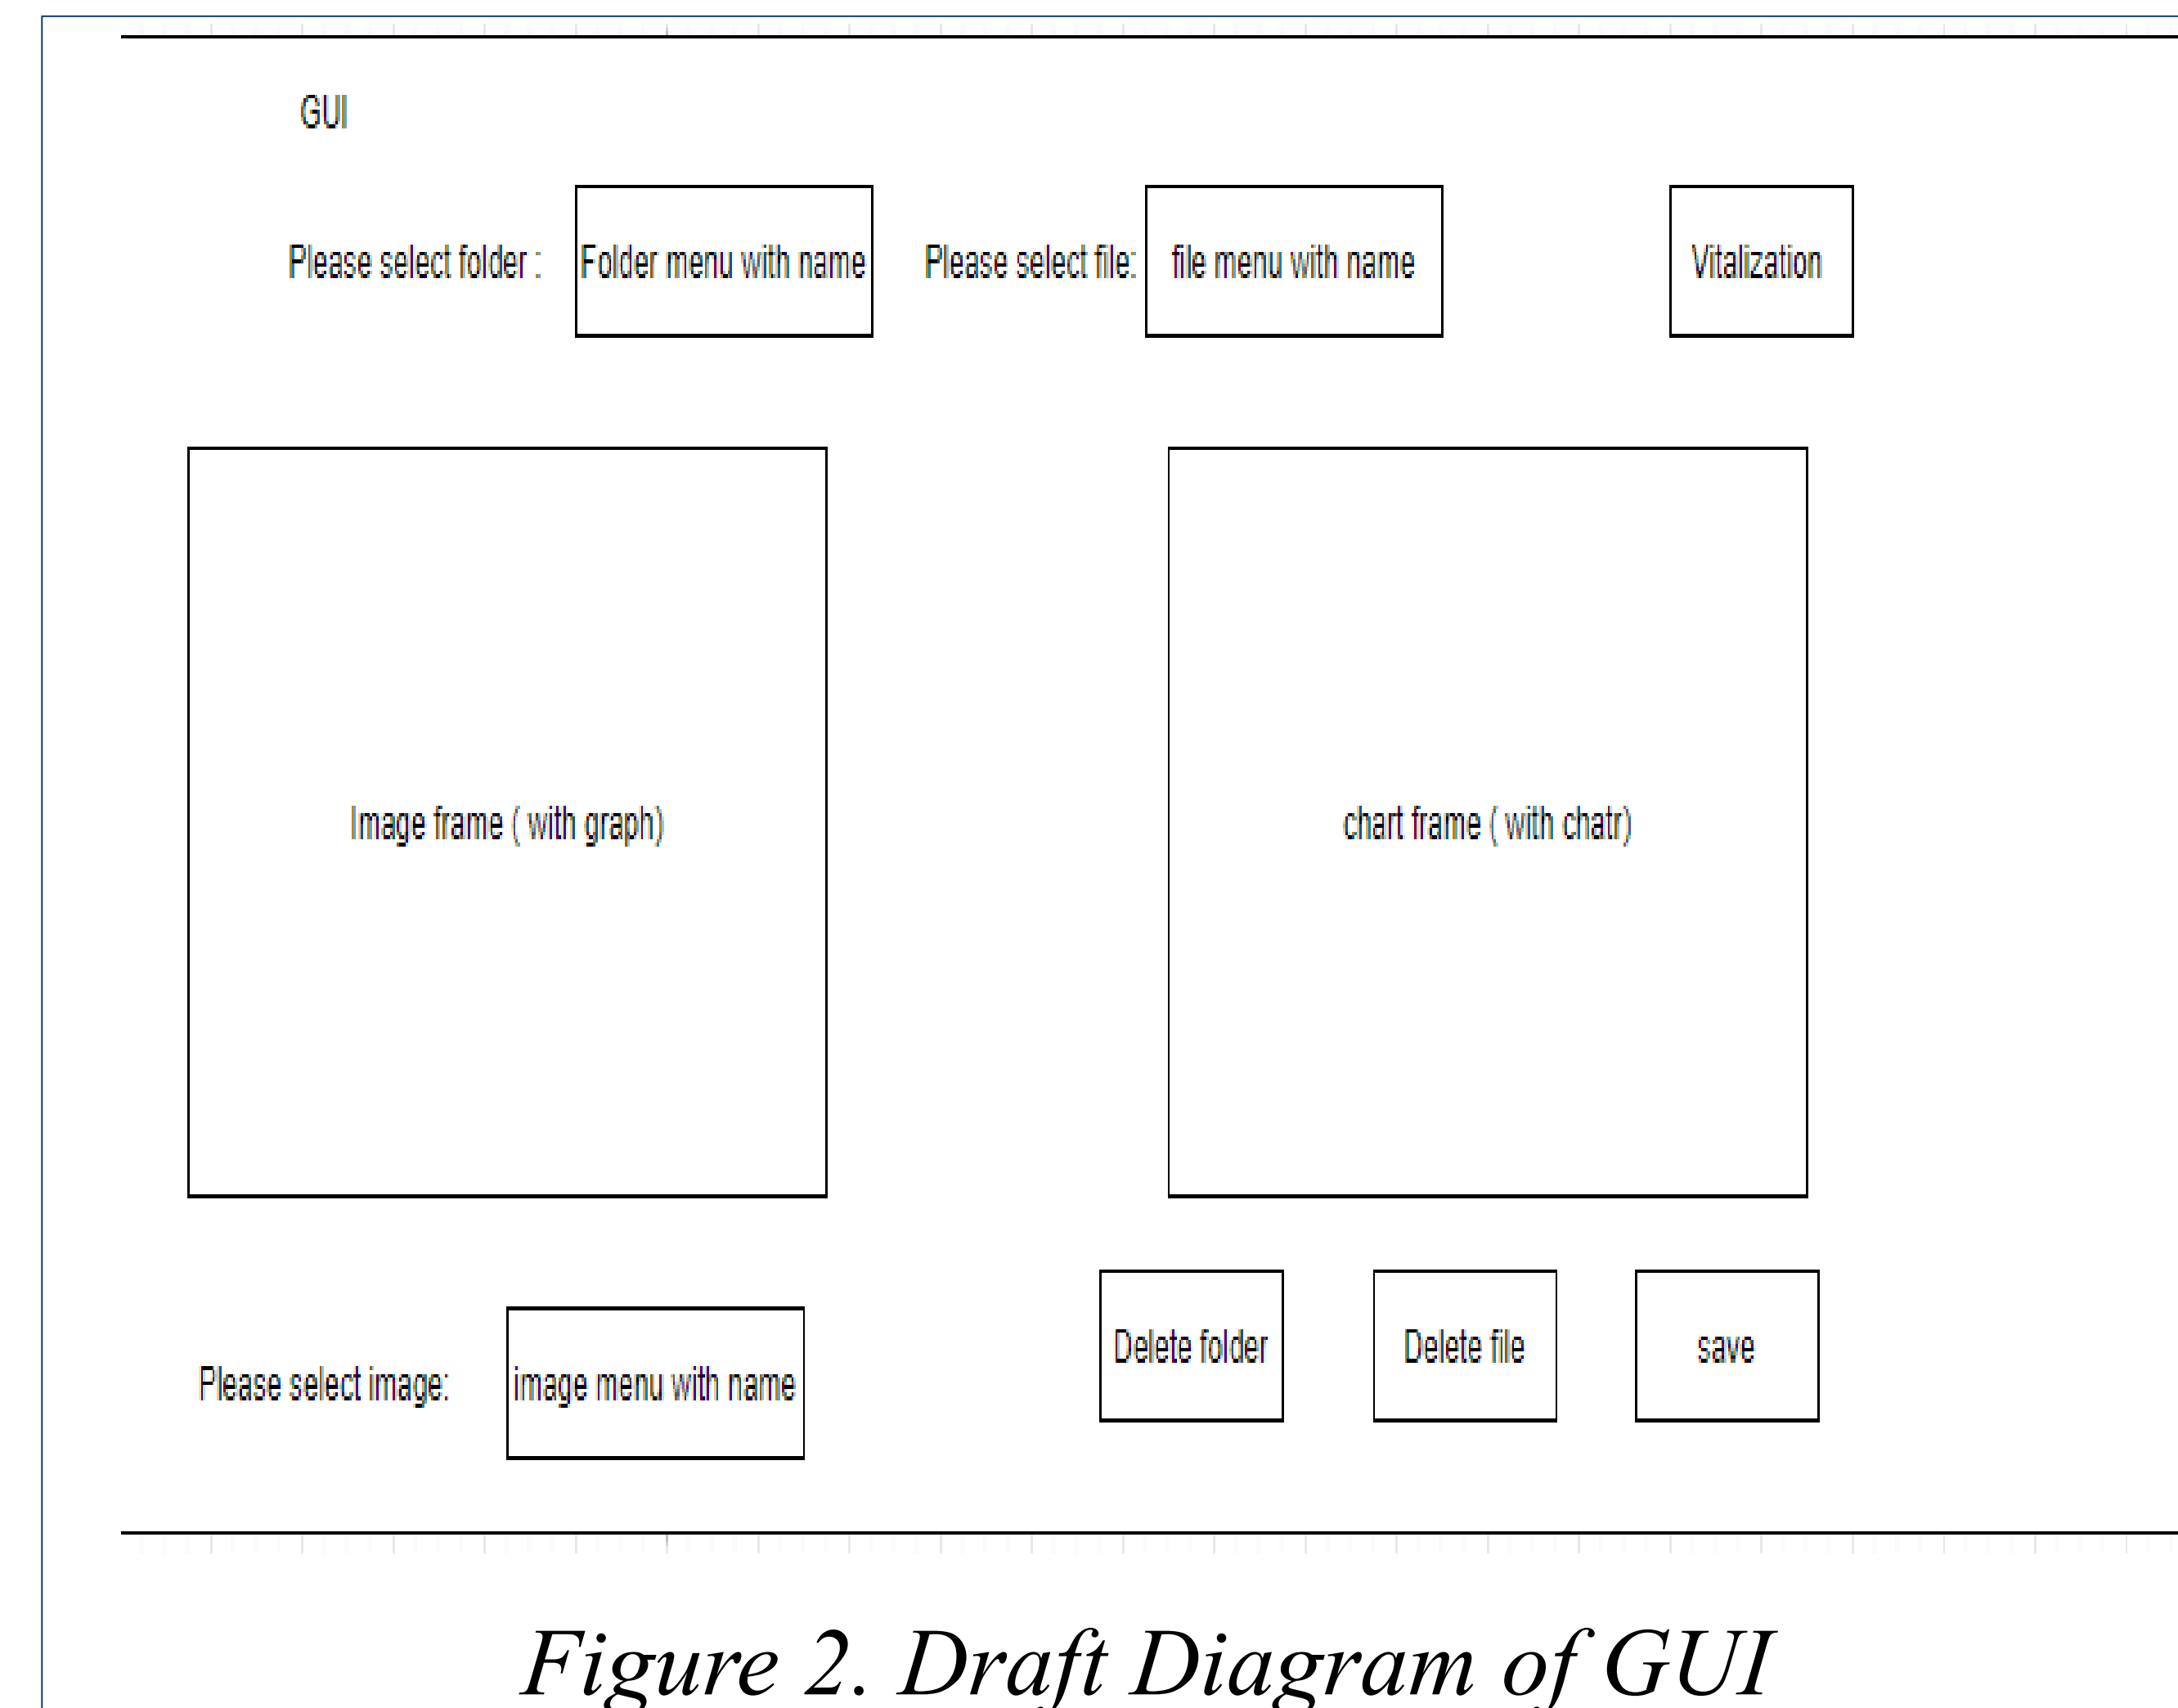 GUI
Please select folder : Folder menu with name Please select file: file menu with name Vitalization
Image frame ( with graph) chart frame ( with chatr)
Delete folder Delete file save
Please select image: image menu with name
Figure 2. Draft Diagram of GUI